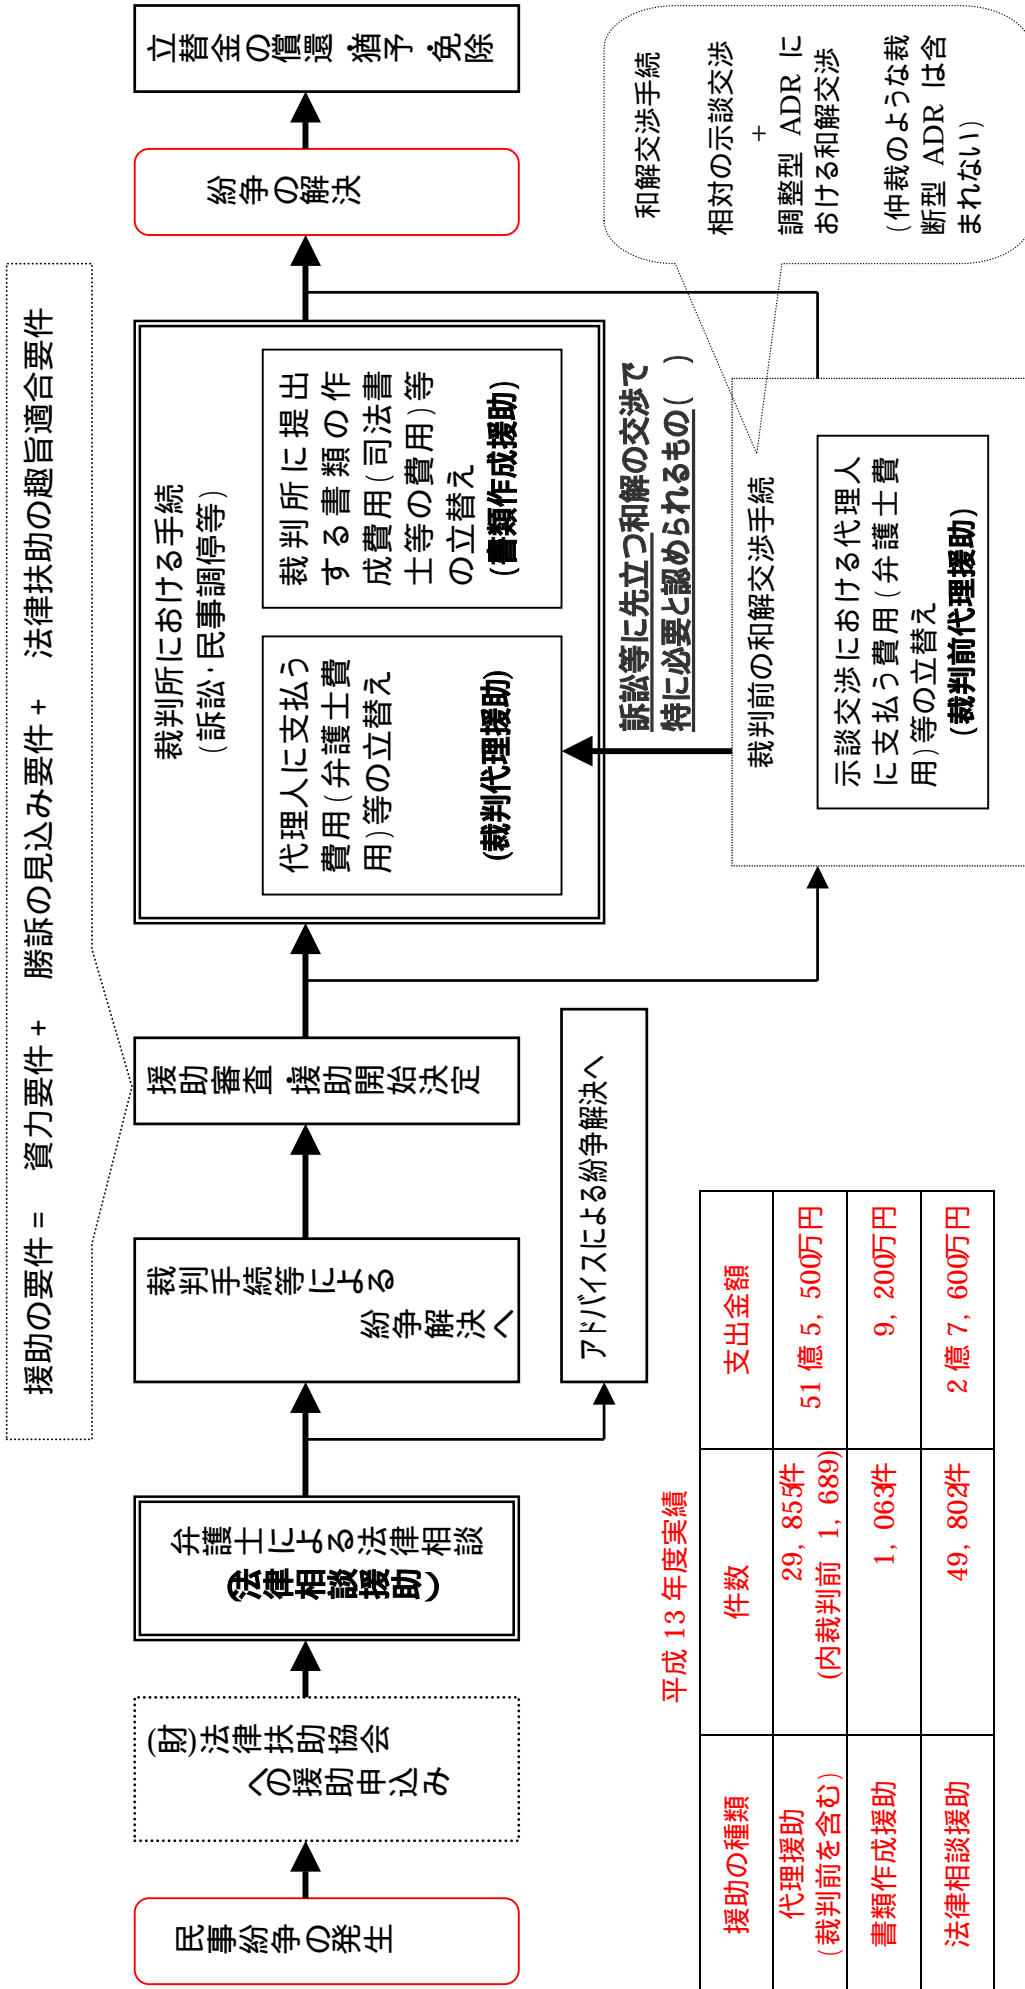 援助の要件 =　資力要件 +　勝訴の見込み要件 +　法律扶助の趣旨適合要件
民事紛争の発生
(財)法律扶助協会
への援助申込み
弁護士による法律相談
(法律相談援助)
裁判手続等による
紛争解決へ
アドバイスによる紛争解決へ
援助審査・援助開始決定
裁判所における手続
(訴訟・民事調停等)
代理人に支払う
費用(弁護士費
用)等の立替え
(裁判代理援助)
裁判所に提出
する書類の作
成費用(司法書
士等の費用)等
の立替え
(書類作成援助)
訴訟等に先立つ和解の交渉で
特に必要と認められるもの(　)
裁判前の和解交渉手続
示談交渉における代理人
に支払う費用(弁護士費
用)等の立替え
(裁判前代理援助)
紛争の解決
立替金の償還・猶予・免除
和解交渉手続
相対の示談交渉
+
調整型 ADR に
おける和解交渉
(仲裁のような裁
断型 ADR は含
まれない)
平成 13 年度実績
援助の種類　件数　支出金額
代理援助　29, 855件　51 億 5, 500万円
(裁判前を含む)　(内裁判前　1, 689)
書類作成援助　1, 063件　9, 200万円
法律相談援助　49, 802件　2 億 7, 600万円